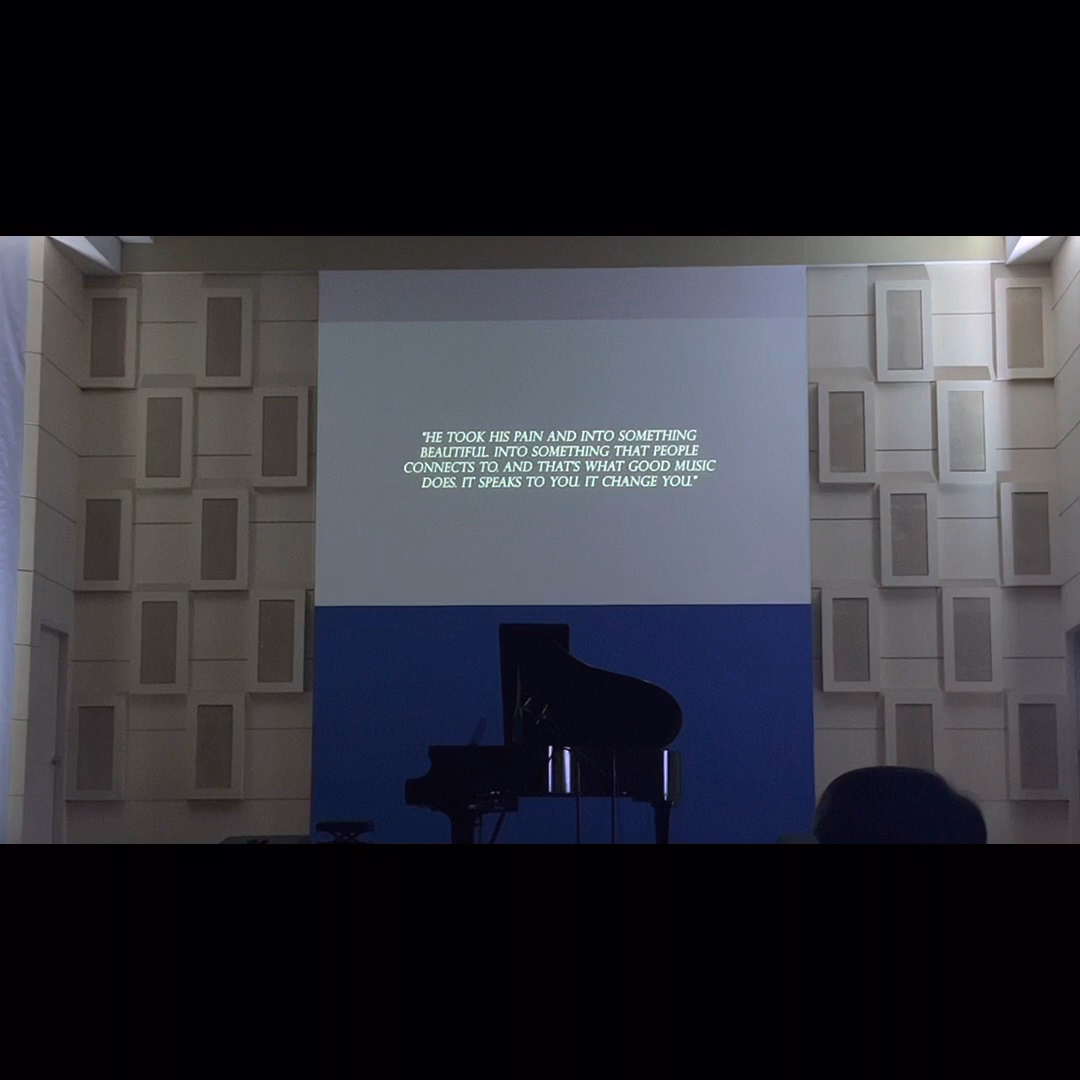 "HE TOOK HIS PAIN AND INTO SOMETHING
BEAUTIFUL. INTO SOMETHING THAT PEOPLE
CONNECTS TO. AND THAT'S WHAT GOOD MUSIC
DOES. IT SPEAKS TO YOU. IT CHANGE YOU."